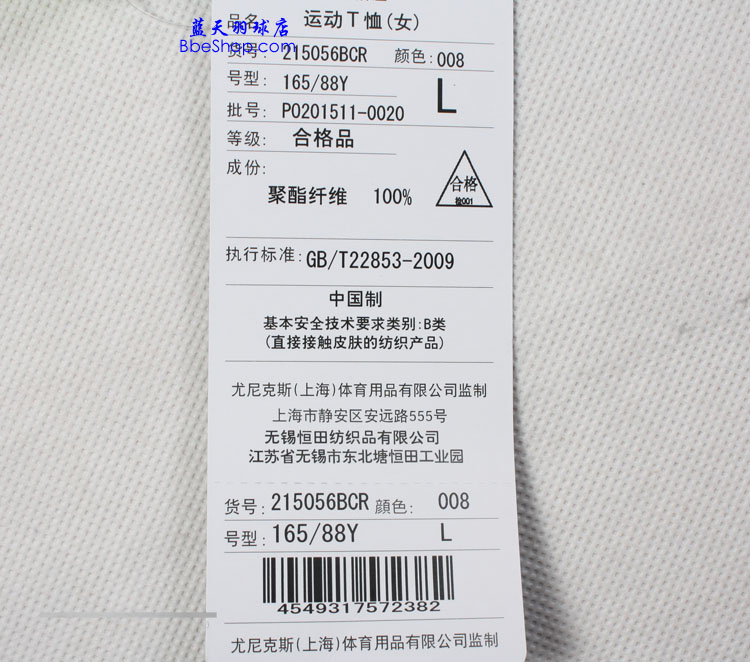 蓝天羽球店
BbeShop.com
品名: 运动T恤(女)
货号: 215056BCR 颜色:008
号型: 165/88Y L
批号: P0201511-0020
等级: 合格品
成份:
聚酯纤维 100%
合格
检001
执行标准:GB/T22853-2009
中国制
基本安全技术要求类别:B类
(直接接触皮肤的纺织产品)
尤尼克斯(上海)体育用品有限公司监制
上海市静安区安远路555号
无锡恒田纺织品有限公司
江苏省无锡市东北塘恒田工业园
货号:215056BCR 顔色: 008
号型:165/88Y L
4549317572382
尤尼克斯(上海)体育用品有限公司监制